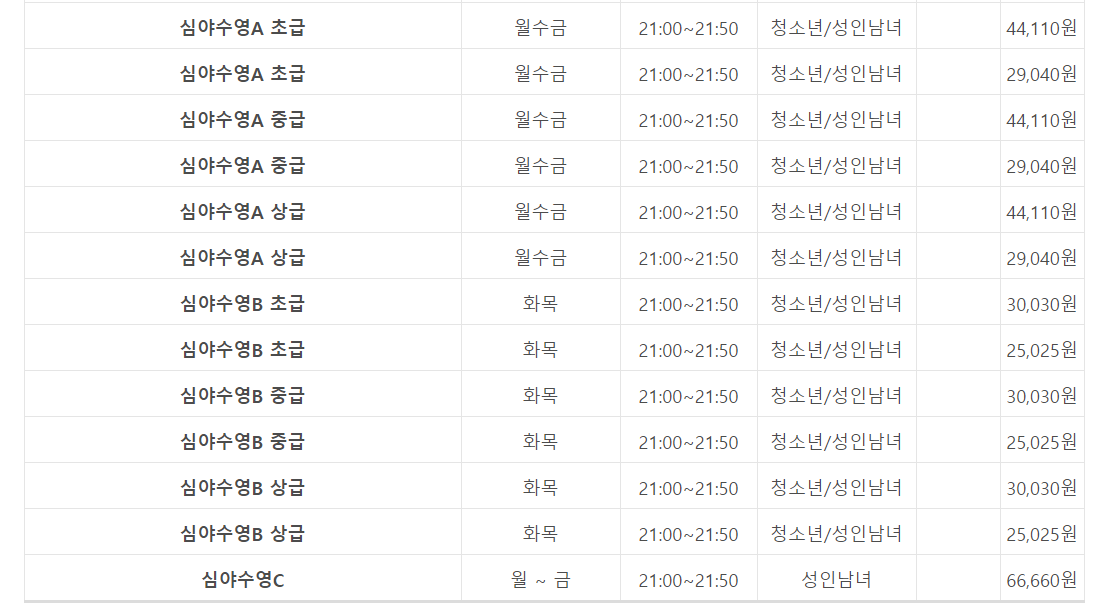 심야수영A 초급 월수금 21:00~21:50 청소년/성인남녀 44,110원
심야수영A 초급 월수금 21:00~21:50 청소년/성인남녀 29,040원
심야수영A 중급 월수금 21:00~21:50 청소년/성인남녀 44,110원
심야수영A 중급 월수금 21:00~21:50 청소년/성인남녀 29,040원
심야수영A 상급 월수금 21:00~21:50 청소년/성인남녀 44,110원
심야수영A 상급 월수금 21:00~21:50 청소년/성인남녀 29,040원
심야수영B 초급 화목 21:00~21:50 청소년/성인남녀 30,030원
심야수영B 초급 화목 21:00~21:50 청소년/성인남녀 25,025원
심야수영B 중급 화목 21:00~21:50 청소년/성인남녀 30,030원
심야수영B 중급 화목 21:00~21:50 청소년/성인남녀 25,025원
심야수영B 상급 화목 21:00~21:50 청소년/성인남녀 30,030원
심야수영B 상급 화목 21:00~21:50 청소년/성인남녀 25,025원
심야수영C 월 ~ 금 21:00~21:50 성인남녀 66,660원